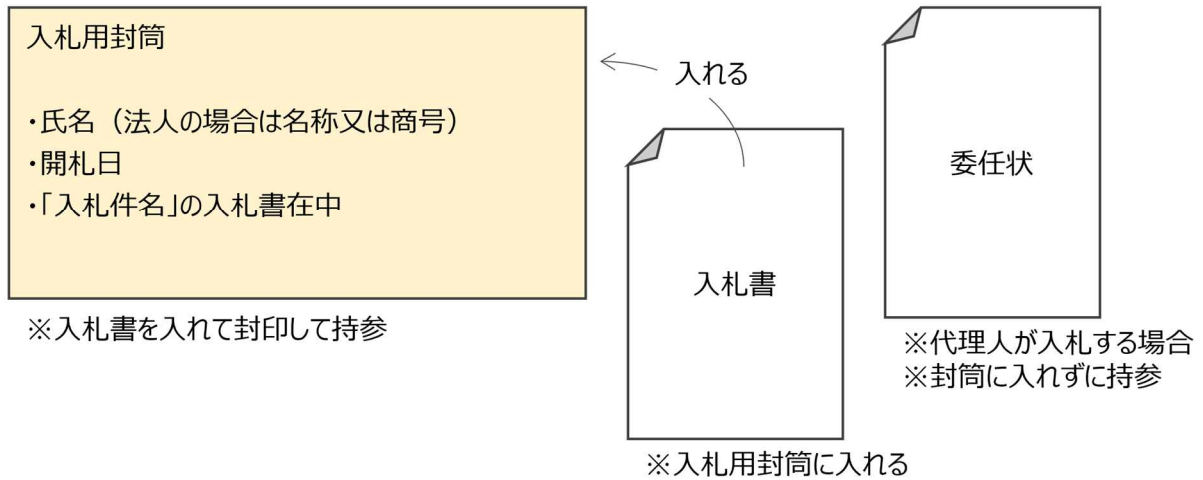 入札用封筒
・氏名（法人の場合は名称又は商号）
・開札日
・「入札件名」の入札書在中
※入札書を入れて封印して持参
入れる
入札書
※入札用封筒に入れる
委任状
※代理人が入札する場合
※封筒に入れずに持参